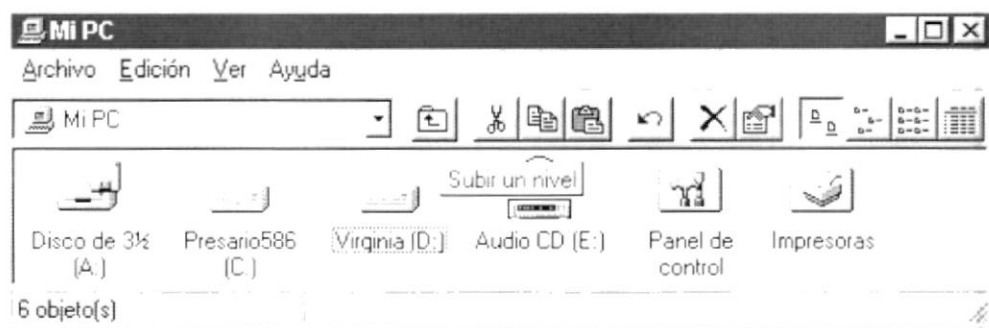 Mi PC
Archivo Edición Ver Ayuda
Mi PC
Subir un nivel
Disco de 3½ (A:)
Presario586 (C:)
Virginia (D:)
Audio CD (E:)
Panel de control
Impresoras
6 objeto(s)